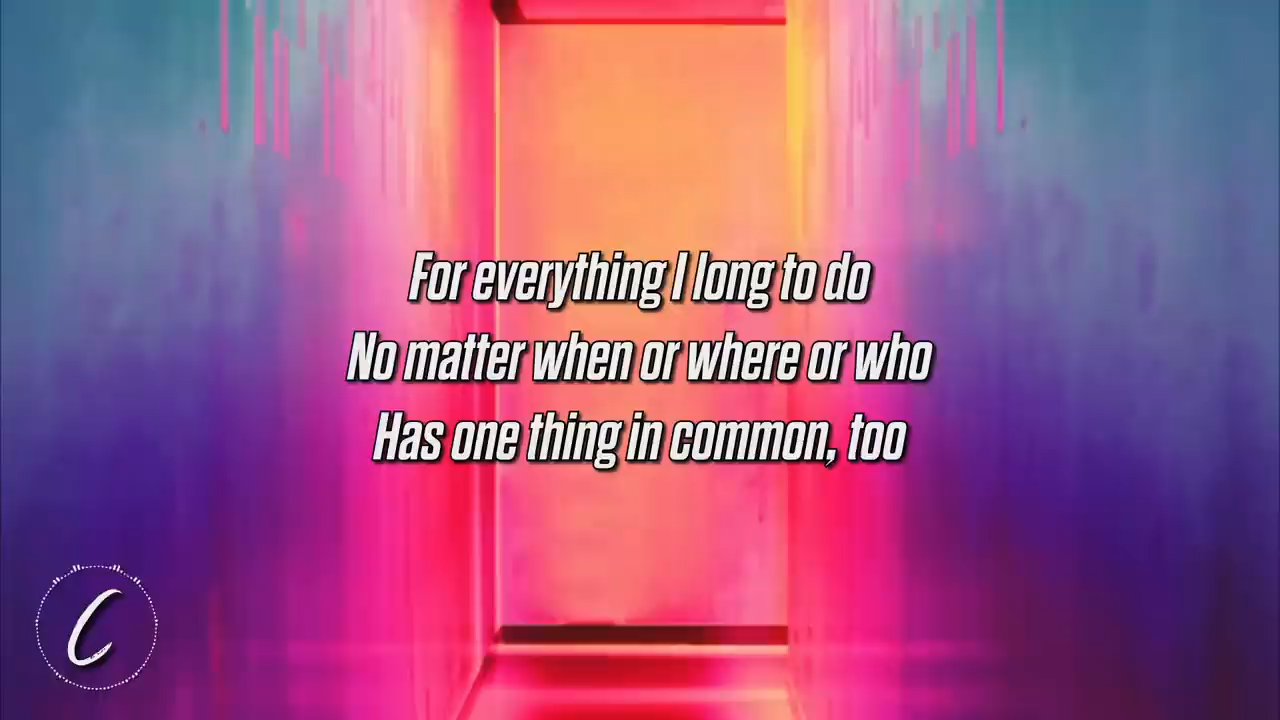 For everything I long to do
No matter when or where or who
Has one thing in common, too
C